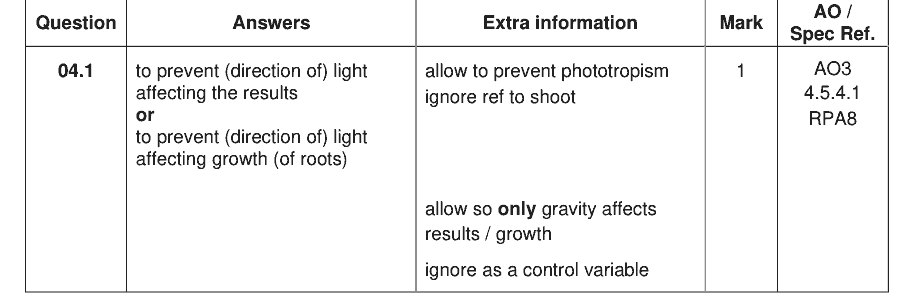 Question Answers Extra information Mark AO / Spec Ref.
04.1 to prevent (direction of) light allow to prevent phototropism 1 AO3
affecting the results ignore ref to shoot 4.5.4.1
or RPA8
to prevent (direction of) light
affecting growth (of roots)
allow so only gravity affects
results / growth
ignore as a control variable